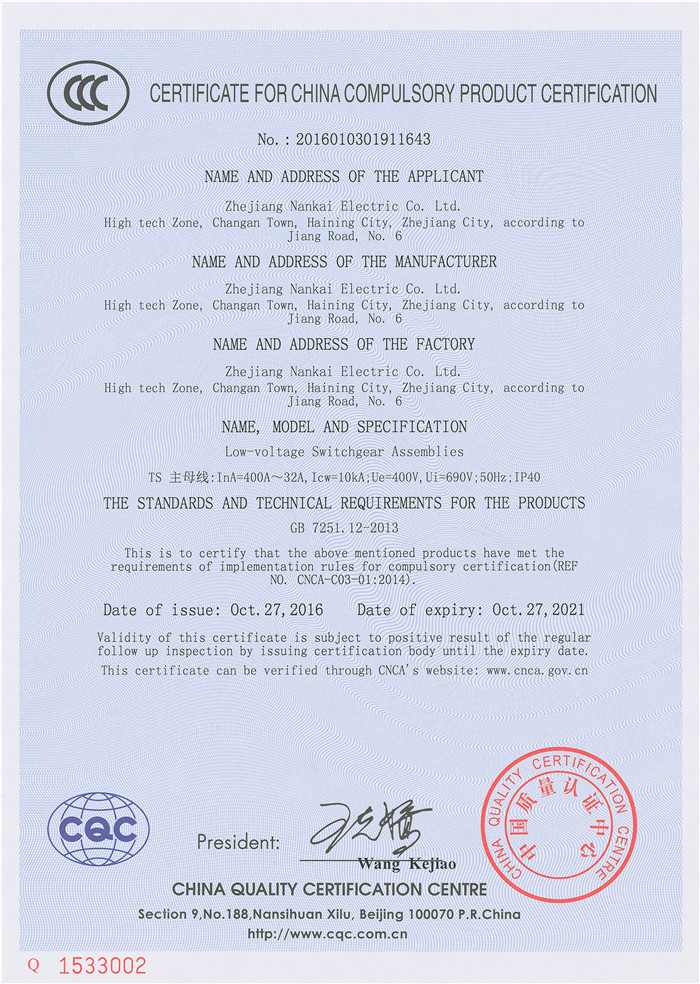 CCC
CERTIFICATE FOR CHINA COMPULSORY PRODUCT CERTIFICATION
No. : 2016010301911643
NAME AND ADDRESS OF THE APPLICANT
Zhejiang Nankai Electric Co. Ltd.
High tech Zone, Changan Town, Haining City, Zhejiang City, according to
Jiang Road, No. 6
NAME AND ADDRESS OF THE MANUFACTURER
Zhejiang Nankai Electric Co. Ltd.
High tech Zone, Changan Town, Haining City, Zhejiang City, according to
Jiang Road, No. 6
NAME AND ADDRESS OF THE FACTORY
Zhejiang Nankai Electric Co. Ltd.
High tech Zone, Changan Town, Haining City, Zhejiang City, according to
Jiang Road, No. 6
NAME, MODEL AND SPECIFICATION
Low-voltage Switchgear Assemblies
TS 主母线:InA=400A～32A,Icw=10kA;Ue=400V,Ui=690V;50Hz;IP40
THE STANDARDS AND TECHNICAL REQUIREMENTS FOR THE PRODUCTS
GB 7251.12-2013
This is to certify that the above mentioned products have met the
requirements of implementation rules for compulsory certification(REF
NO. CNCA-C03-01:2014).
Date of issue: Oct.27,2016 Date of expiry: Oct.27,2021
Validity of this certificate is subject to positive result of the regular
follow up inspection by issuing certification body until the expiry date.
This certificate can be verified through CNCA's website: www.cnca.gov.cn
CHINA QUALITY CERTIFICATION CENTRE
中国质量认证中心
CQC
President:
Wang Kejiao
CHINA QUALITY CERTIFICATION CENTRE
Section 9,No.188,Nansihuan Xilu, Beijing 100070 P.R.China
http://www.cqc.com.cn
Q 1533002